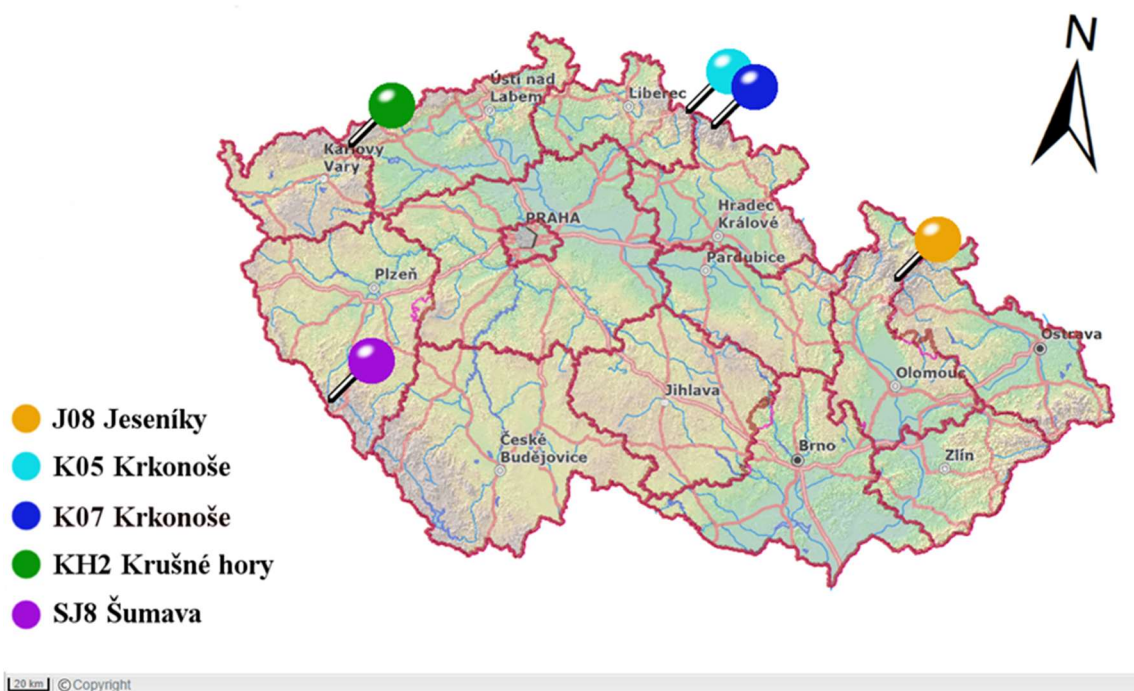 N
Ústí nad
Labem
Liberec
Karlovy
Vary
Hradec
Králové
PRAHA
Pardubice
Plzeň
Ostrava
Olomouc
Jihlava
České
Budějovice
Brno
Zlín
J08 Jeseníky
K05 Krkonoše
K07 Krkonoše
KH2 Krušné hory
SJ8 Šumava
20 km ©Copyright